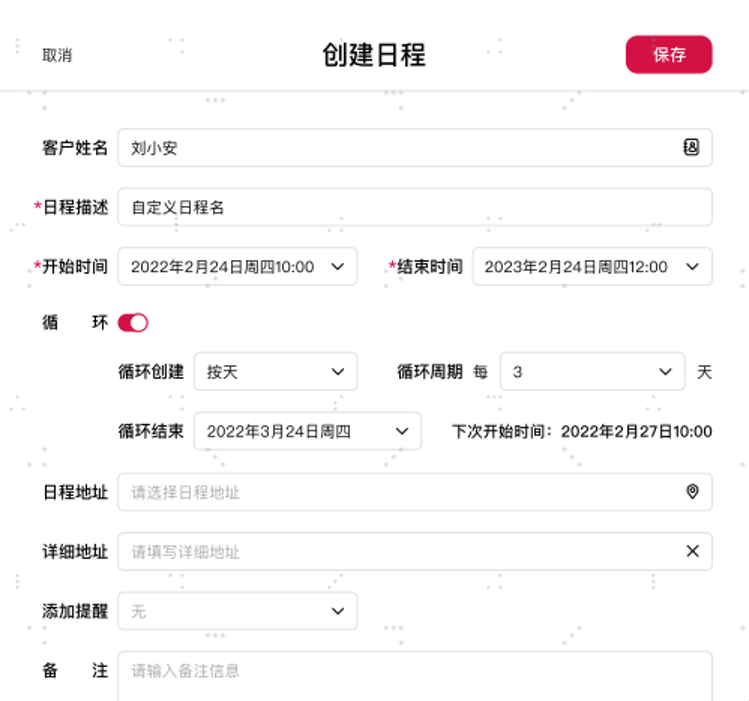 取消 创建日程 保存
客户姓名 刘小安
*日程描述 自定义日程名
*开始时间 2022年2月24日周四10:00 *结束时间 2023年2月24日周四12:00
循 环
循环创建 按天 循环周期 每 3 天
循环结束 2022年3月24日周四 下次开始时间：2022年2月27日10:00
日程地址 请选择日程地址
详细地址 请填写详细地址
添加提醒 无
备 注 请输入备注信息